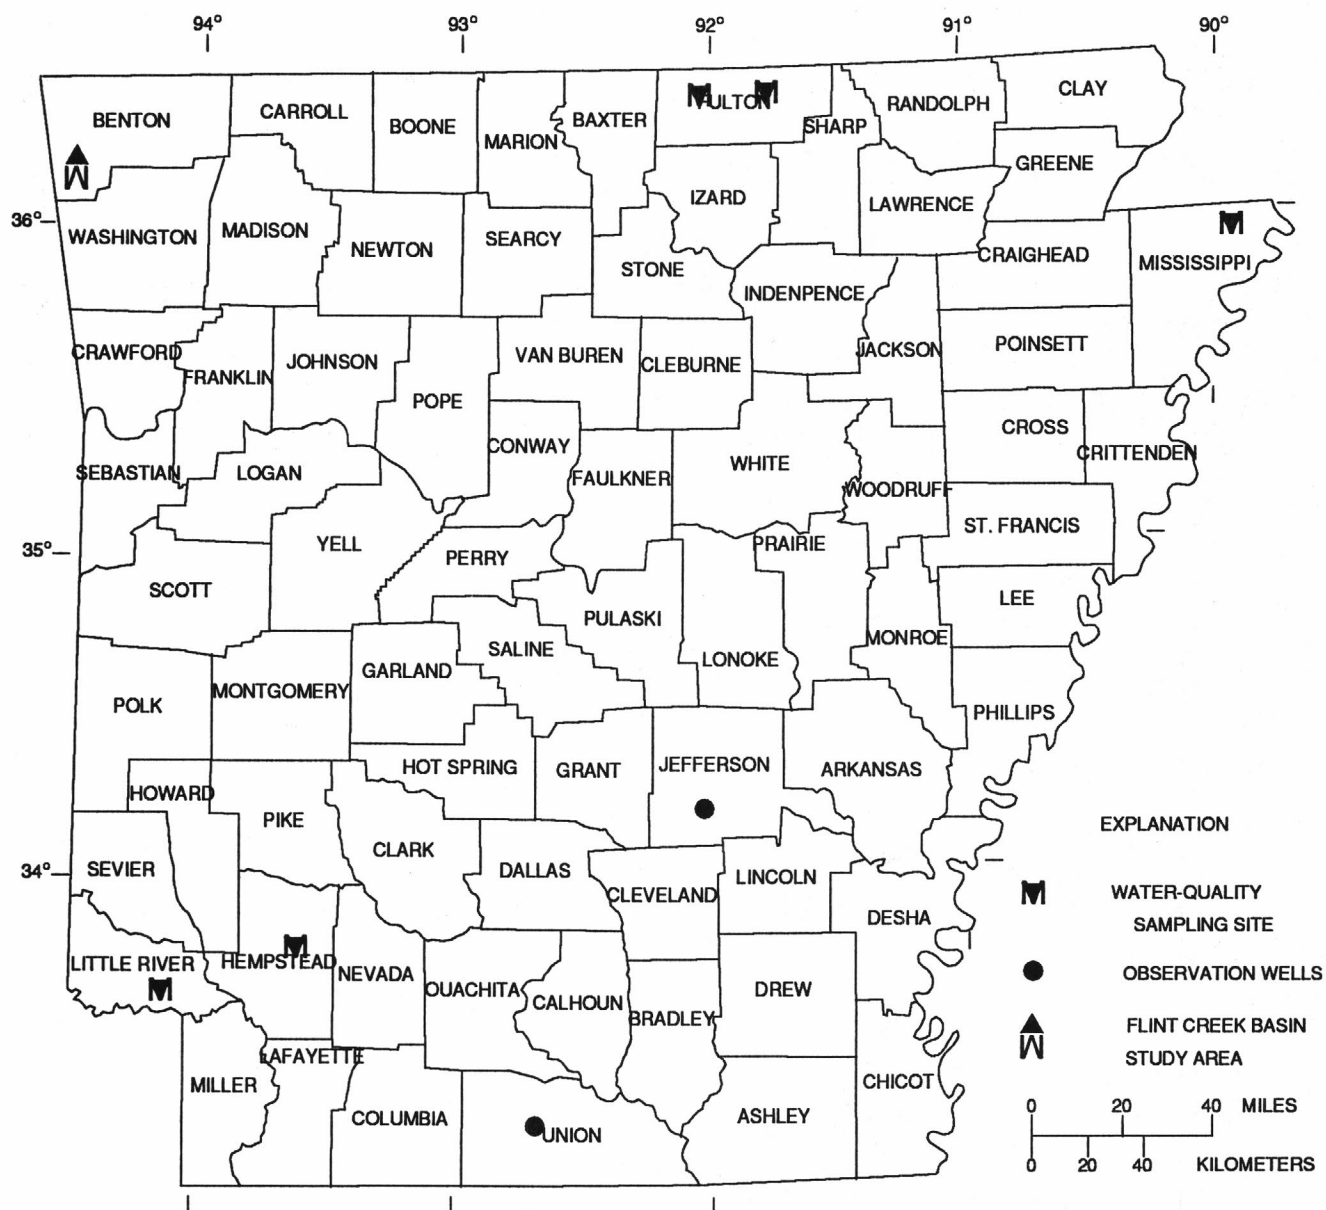 94° 93° 92° 91° 90°
BENTON CARROLL BOONE MARION BAXTER FULTON SHARP RANDOLPH CLAY
GREENE
IZARD LAWRENCE
36°
WASHINGTON MADISON NEWTON SEARCY STONE CRAIGHEAD MISSISSIPPI
INDENPENCE
CRAWFORD FRANKLIN JOHNSON POPE VAN BUREN CLEBURNE JACKSON POINSETT
SEBASTIAN LOGAN CONWAY FAULKNER WHITE WOODRUFF CROSS CRITTENDEN
ST. FRANCIS
35°
SCOTT YELL PERRY PRAIRIE LEE
PULASKI
SALINE LONOKE MONROE
POLK MONTGOMERY GARLAND PHILLIPS
HOWARD PIKE HOT SPRING GRANT JEFFERSON ARKANSAS
34°
SEVIER CLARK DALLAS CLEVELAND LINCOLN DESHA
LITTLE RIVER HEMPSTEAD NEVADA OUACHITA CALHOUN BRADLEY DREW
MILLER LAFAYETTE COLUMBIA UNION ASHLEY CHICOT
EXPLANATION
WATER-QUALITY
SAMPLING SITE
OBSERVATION WELLS
FLINT CREEK BASIN
STUDY AREA
0 20 40 MILES
0 20 40 KILOMETERS